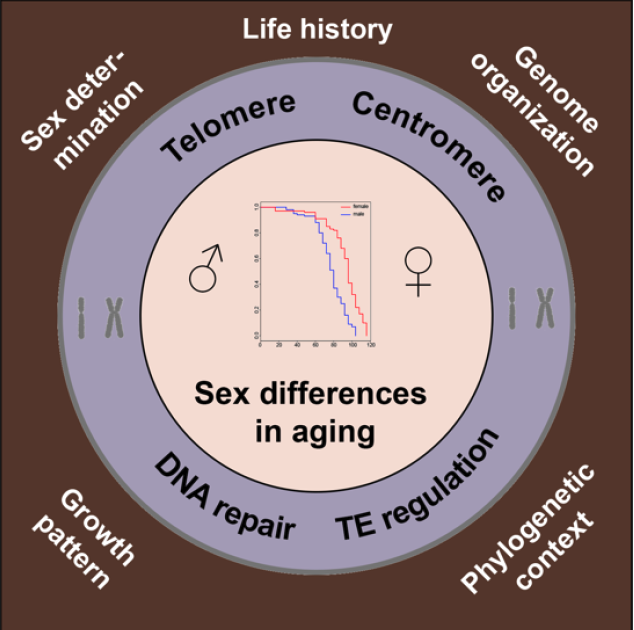 Life history
Sex deter-
mination
Genome
organization
Telomere
Centromere
female
male
1.0
0.8
0.6
0.4
0.2
0.0
0 20 40 60 80 100 120
Sex differences
in aging
DNA repair
TE regulation
Growth
pattern
Phylogenetic
context